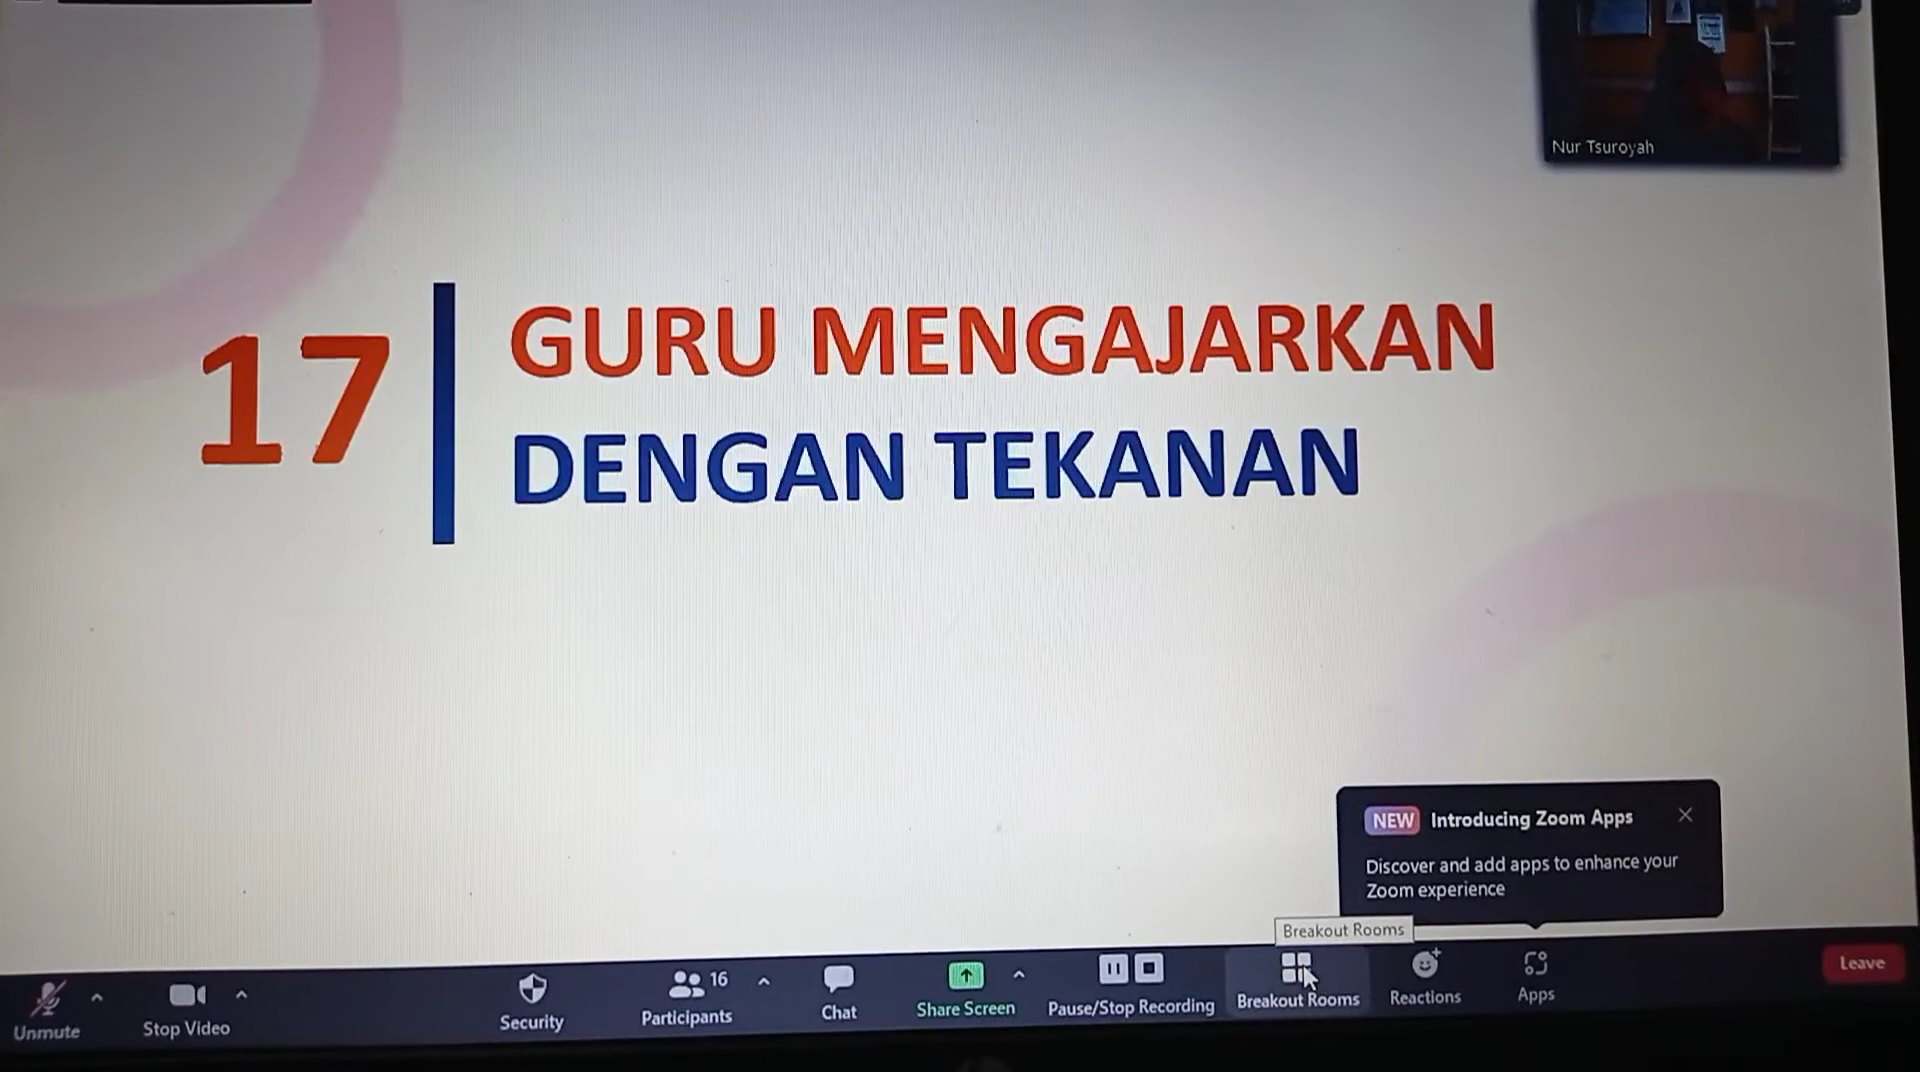 Nur Tsuroyah
17
GURU MENGAJARKAN
DENGAN TEKANAN
NEW Introducing Zoom Apps
Discover and add apps to enhance your
Zoom experience
Breakout Rooms
16
Unmute
Stop Video
Security
Participants
Chat
Share Screen
Pause/Stop Recording
Breakout Rooms
Reactions
Apps
Leave